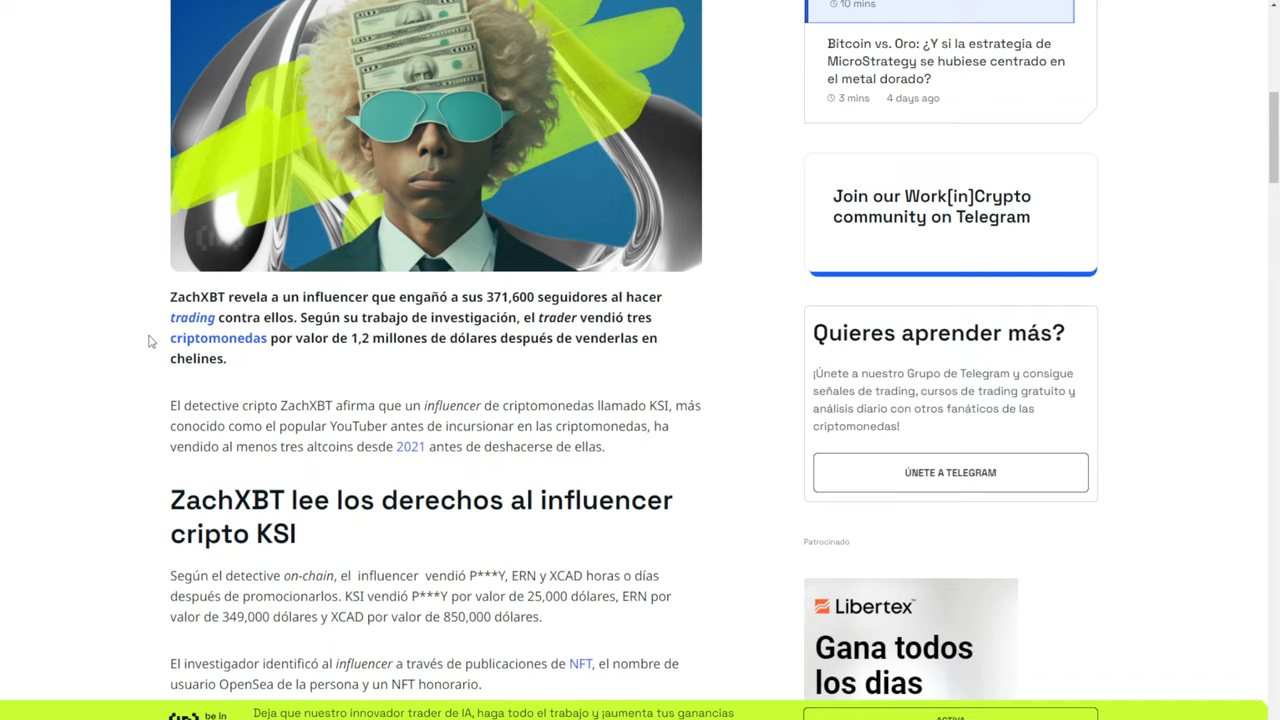 ZachXBT revela a un influencer que engañó a sus 371,600 seguidores al hacer
trading contra ellos. Según su trabajo de investigación, el trader vendió tres
criptomonedas por valor de 1,2 millones de dólares después de venderlas en
chelines.
El detective cripto ZachXBT afirma que un influencer de criptomonedas llamado KSI, más
conocido como el popular YouTuber antes de incursionar en las criptomonedas, ha
vendido al menos tres altcoins desde 2021 antes de deshacerse de ellas.
ZachXBT lee los derechos al influencer
cripto KSI
Según el detective on-chain, el influencer vendió P***Y, ERN y XCAD horas o días
después de promocionarlos. KSI vendió P***Y por valor de 25,000 dólares, ERN por
valor de 349,000 dólares y XCAD por valor de 850,000 dólares.
El investigador identificó al influencer a través de publicaciones de NFT, el nombre de
usuario OpenSea de la persona y un NFT honorario.
10 mins
Bitcoin vs. Oro: ¿Y si la estrategia de
MicroStrategy se hubiese centrado en
el metal dorado?
3 mins 4 days ago
Join our Work[in]Crypto
community on Telegram
Quieres aprender más?
¡Únete a nuestro Grupo de Telegram y consigue
señales de trading, cursos de trading gratuito y
análisis diario con otros fanáticos de las
criptomonedas!
ÚNETE A TELEGRAM
Patrocinado
Libertex™
Gana todos
los dias
be in
Deja que nuestro innovador trader de IA, haga todo el trabajo y ¡aumenta tus ganancias